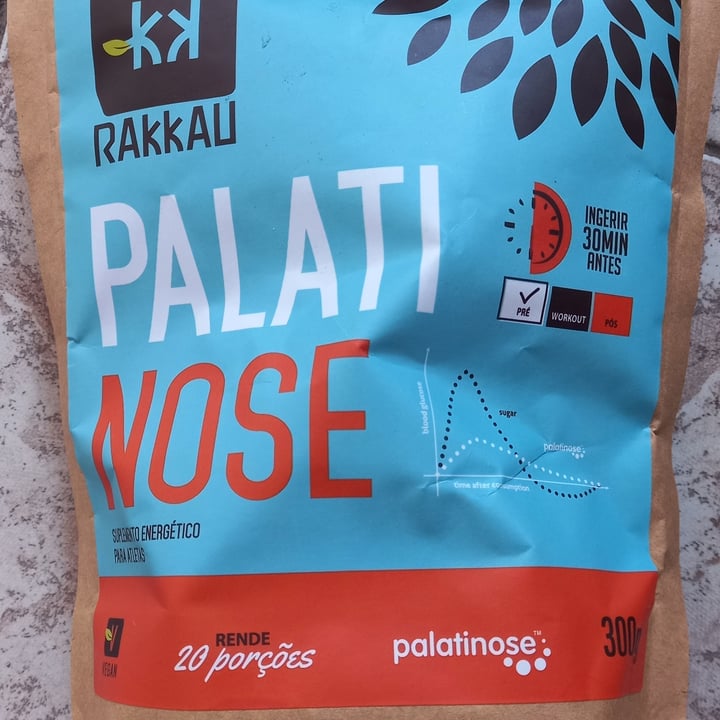 RAKKAU
PALATI
NOSE
INGERIR
30MIN
ANTES
PRÉ
WORKOUT
PÓS
blood glucose
sugar
palatinose
time after consumption
SUPLEMENTO ENERGÉTICO
PARA ATLETAS
VEGAN
RENDE
20 porções
palatinose™
300g